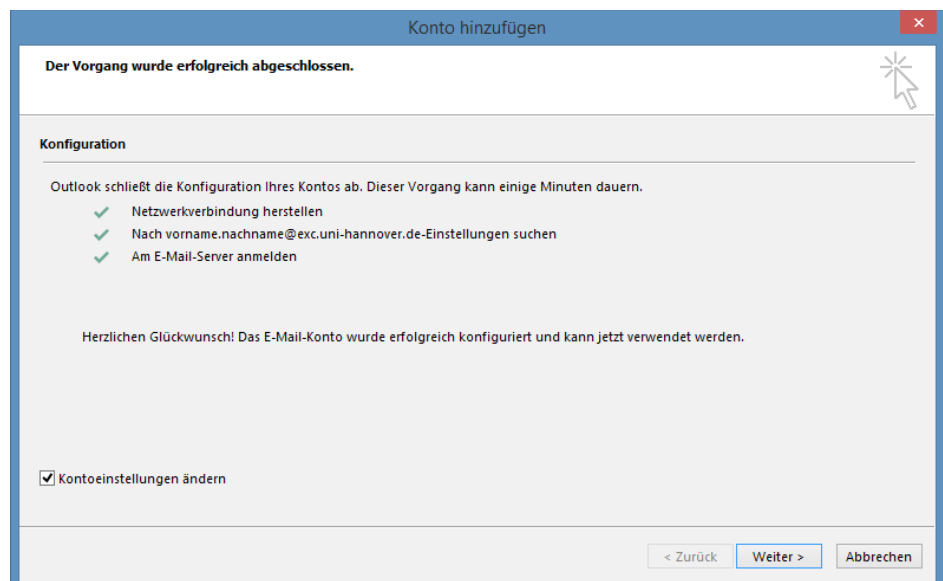 Konto hinzufügen
Der Vorgang wurde erfolgreich abgeschlossen.
Konfiguration
Outlook schließt die Konfiguration Ihres Kontos ab. Dieser Vorgang kann einige Minuten dauern.
Netzwerkverbindung herstellen
Nach vorname.nachname@exc.uni-hannover.de-Einstellungen suchen
Am E-Mail-Server anmelden
Herzlichen Glückwunsch! Das E-Mail-Konto wurde erfolgreich konfiguriert und kann jetzt verwendet werden.
Kontoeinstellungen ändern
< Zurück Weiter > Abbrechen